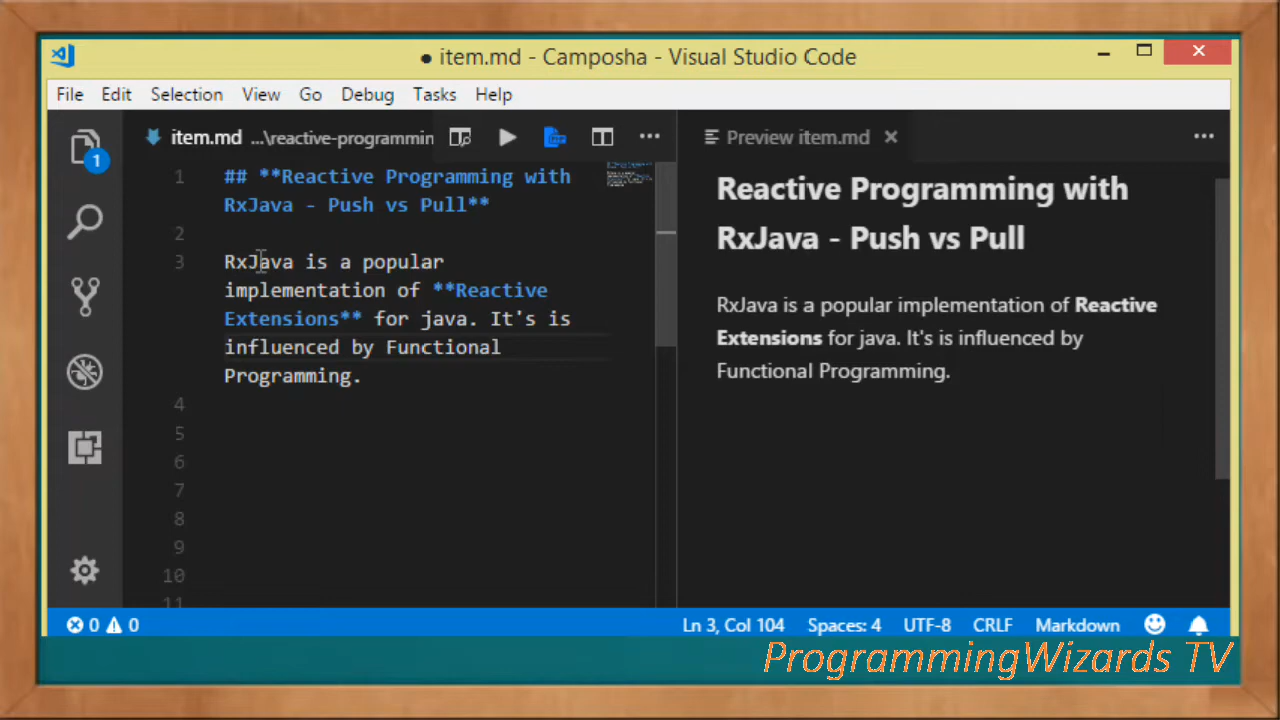 ● item.md - Camposha - Visual Studio Code
File Edit Selection View Go Debug Tasks Help
1
item.md ...\reactive-programmin
Preview item.md
1 ## **Reactive Programming with
RxJava - Push vs Pull**
2
3 RxJava is a popular
implementation of **Reactive
Extensions** for java. It's is
influenced by Functional
Programming.
4
5
6
7
8
9
10
11
Reactive Programming with
RxJava - Push vs Pull
RxJava is a popular implementation of Reactive
Extensions for java. It's is influenced by
Functional Programming.
0 0 Ln 3, Col 104 Spaces: 4 UTF-8 CRLF Markdown
ProgrammingWizards TV